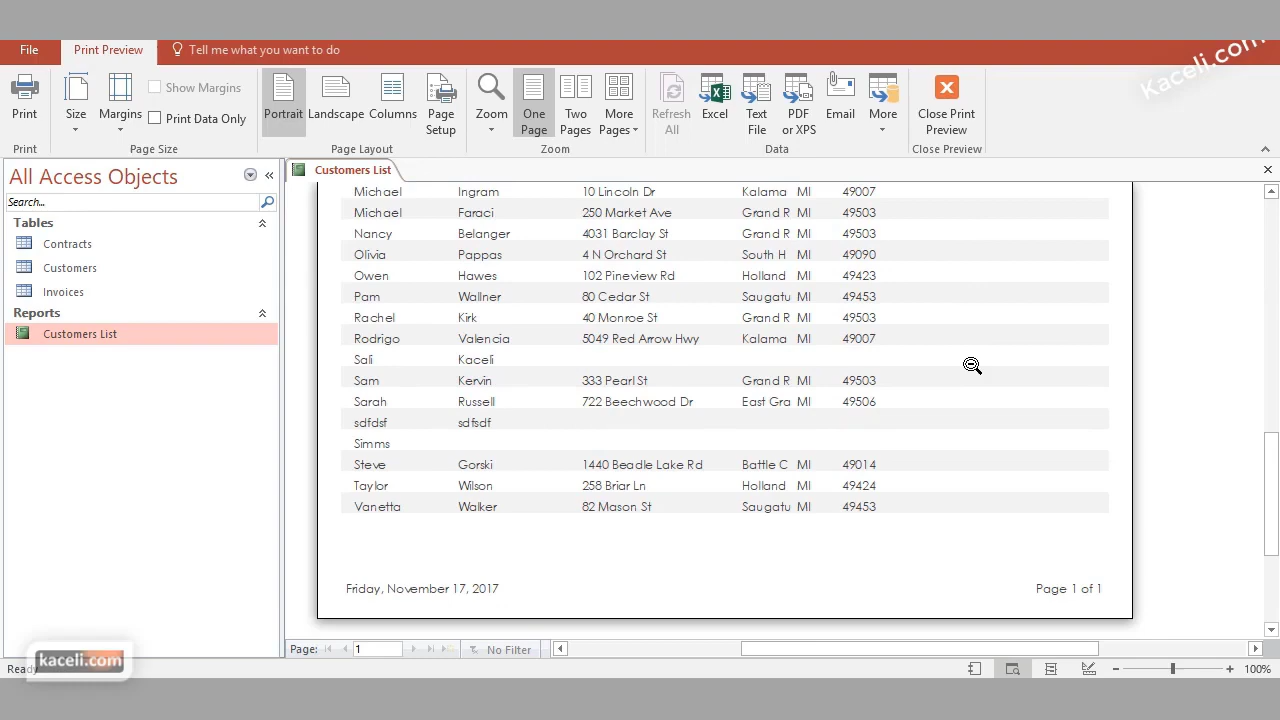 File Print Preview Tell me what you want to do
Kaceli.com
Print Size Margins Show Margins Print Data Only Portrait Landscape Columns Page Setup Zoom One Page Two Pages More Pages Refresh All Excel Text File PDF or XPS Email More Close Print Preview
Print Page Size Page Layout Zoom Data Close Preview
All Access Objects
Search...
Tables
Contracts
Customers
Invoices
Reports
Customers List
Customers List
Michael Ingram 10 Lincoln Dr Kalama MI 49007
Michael Faraci 250 Market Ave Grand R MI 49503
Nancy Belanger 4031 Barclay St Grand R MI 49503
Olivia Pappas 4 N Orchard St South H MI 49090
Owen Hawes 102 Pineview Rd Holland MI 49423
Pam Wallner 80 Cedar St Saugatu MI 49453
Rachel Kirk 40 Monroe St Grand R MI 49503
Rodrigo Valencia 5049 Red Arrow Hwy Kalama MI 49007
Sali Kaceli
Sam Kervin 333 Pearl St Grand R MI 49503
Sarah Russell 722 Beechwood Dr East Gra MI 49506
sdfdsf sdfsdf
Simms
Steve Gorski 1440 Beadle Lake Rd Battle C MI 49014
Taylor Wilson 258 Briar Ln Holland MI 49424
Vanetta Walker 82 Mason St Saugatu MI 49453
Friday, November 17, 2017 Page 1 of 1
Page: 1 No Filter
kaceli.com
Ready 100%